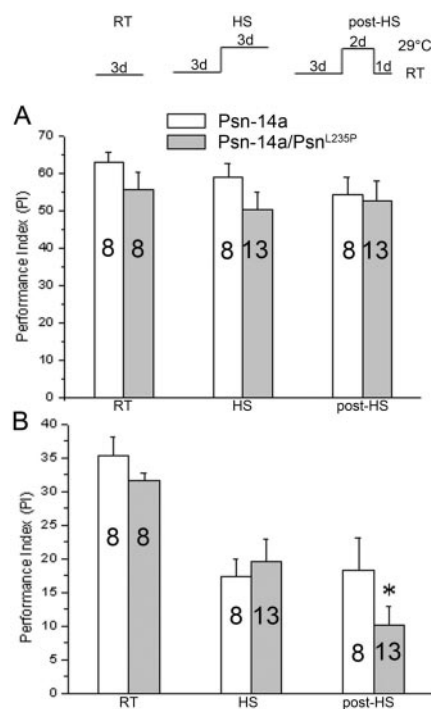 RT HS post-HS
3d 3d 3d 3d 2d 1d 29°C RT
A
Psn-14a
Psn-14a/Psn^L235P
Performance Index (PI)
70
60
50
40
30
20
10
0
8 8 8 13 8 13
RT HS post-HS
B
Performance Index (PI)
40
35
30
25
20
15
10
5
0
8 8 8 13 8 * 13
RT HS post-HS